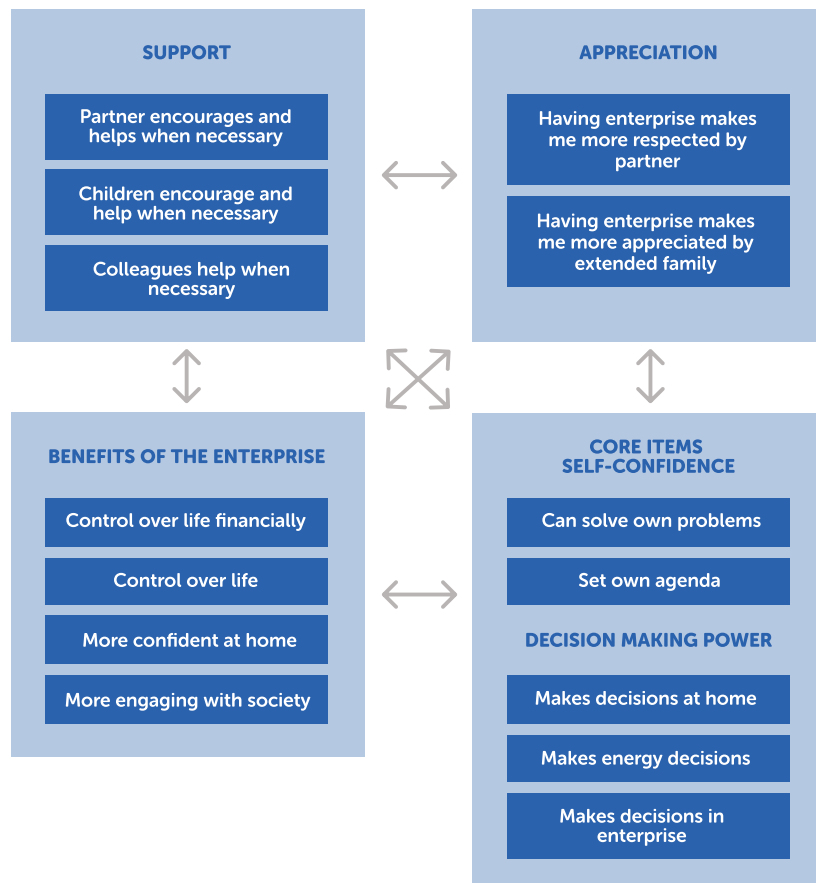 SUPPORT
Partner encourages and
helps when necessary
Children encourage and
help when necessary
Colleagues help when
necessary
APPRECIATION
Having enterprise makes
me more respected by
partner
Having enterprise makes
me more appreciated by
extended family
BENEFITS OF THE ENTERPRISE
Control over life financially
Control over life
More confident at home
More engaging with society
CORE ITEMS
SELF-CONFIDENCE
Can solve own problems
Set own agenda
DECISION MAKING POWER
Makes decisions at home
Makes energy decisions
Makes decisions in
enterprise